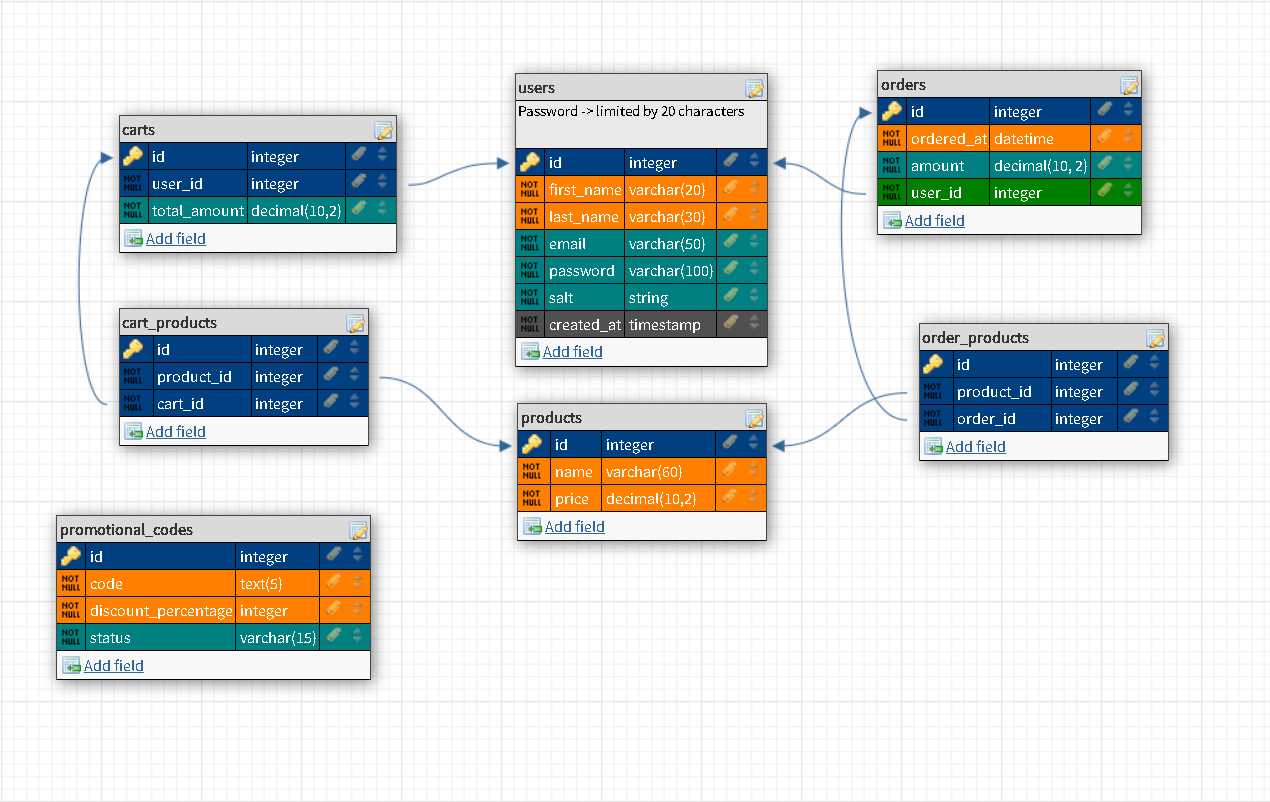 carts
id integer
NOT NULL user_id integer
NOT NULL total_amount decimal(10,2)
Add field
users
Password -> limited by 20 characters
id integer
NOT NULL first_name varchar(20)
NOT NULL last_name varchar(30)
NOT NULL email varchar(50)
NOT NULL password varchar(100)
NOT NULL salt string
NOT NULL created_at timestamp
Add field
orders
id integer
NOT NULL ordered_at datetime
NOT NULL amount decimal(10, 2)
NOT NULL user_id integer
Add field
cart_products
id integer
NOT NULL product_id integer
NOT NULL cart_id integer
Add field
products
id integer
NOT NULL name varchar(60)
NOT NULL price decimal(10,2)
Add field
order_products
id integer
NOT NULL product_id integer
NOT NULL order_id integer
Add field
promotional_codes
id integer
NOT NULL code text(5)
NOT NULL discount_percentage integer
NOT NULL status varchar(15)
Add field